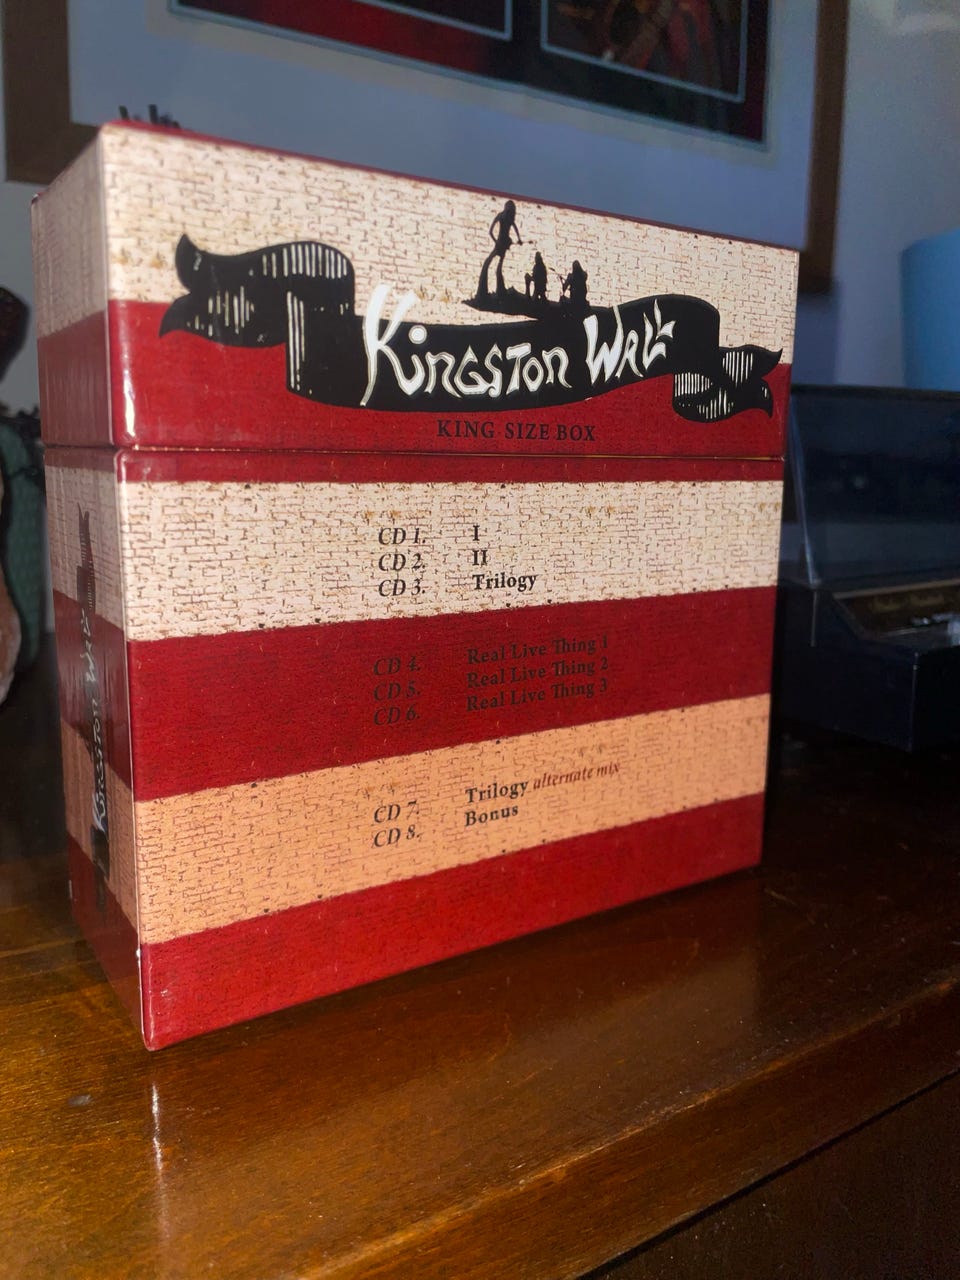 Kingston Wall
KING SIZE BOX
CD 1. I
CD 2. II
CD 3. Trilogy
CD 4. Real Live Thing 1
CD 5. Real Live Thing 2
CD 6. Real Live Thing 3
CD 7. Trilogy alternate mix
CD 8. Bonus
Kingston Wall